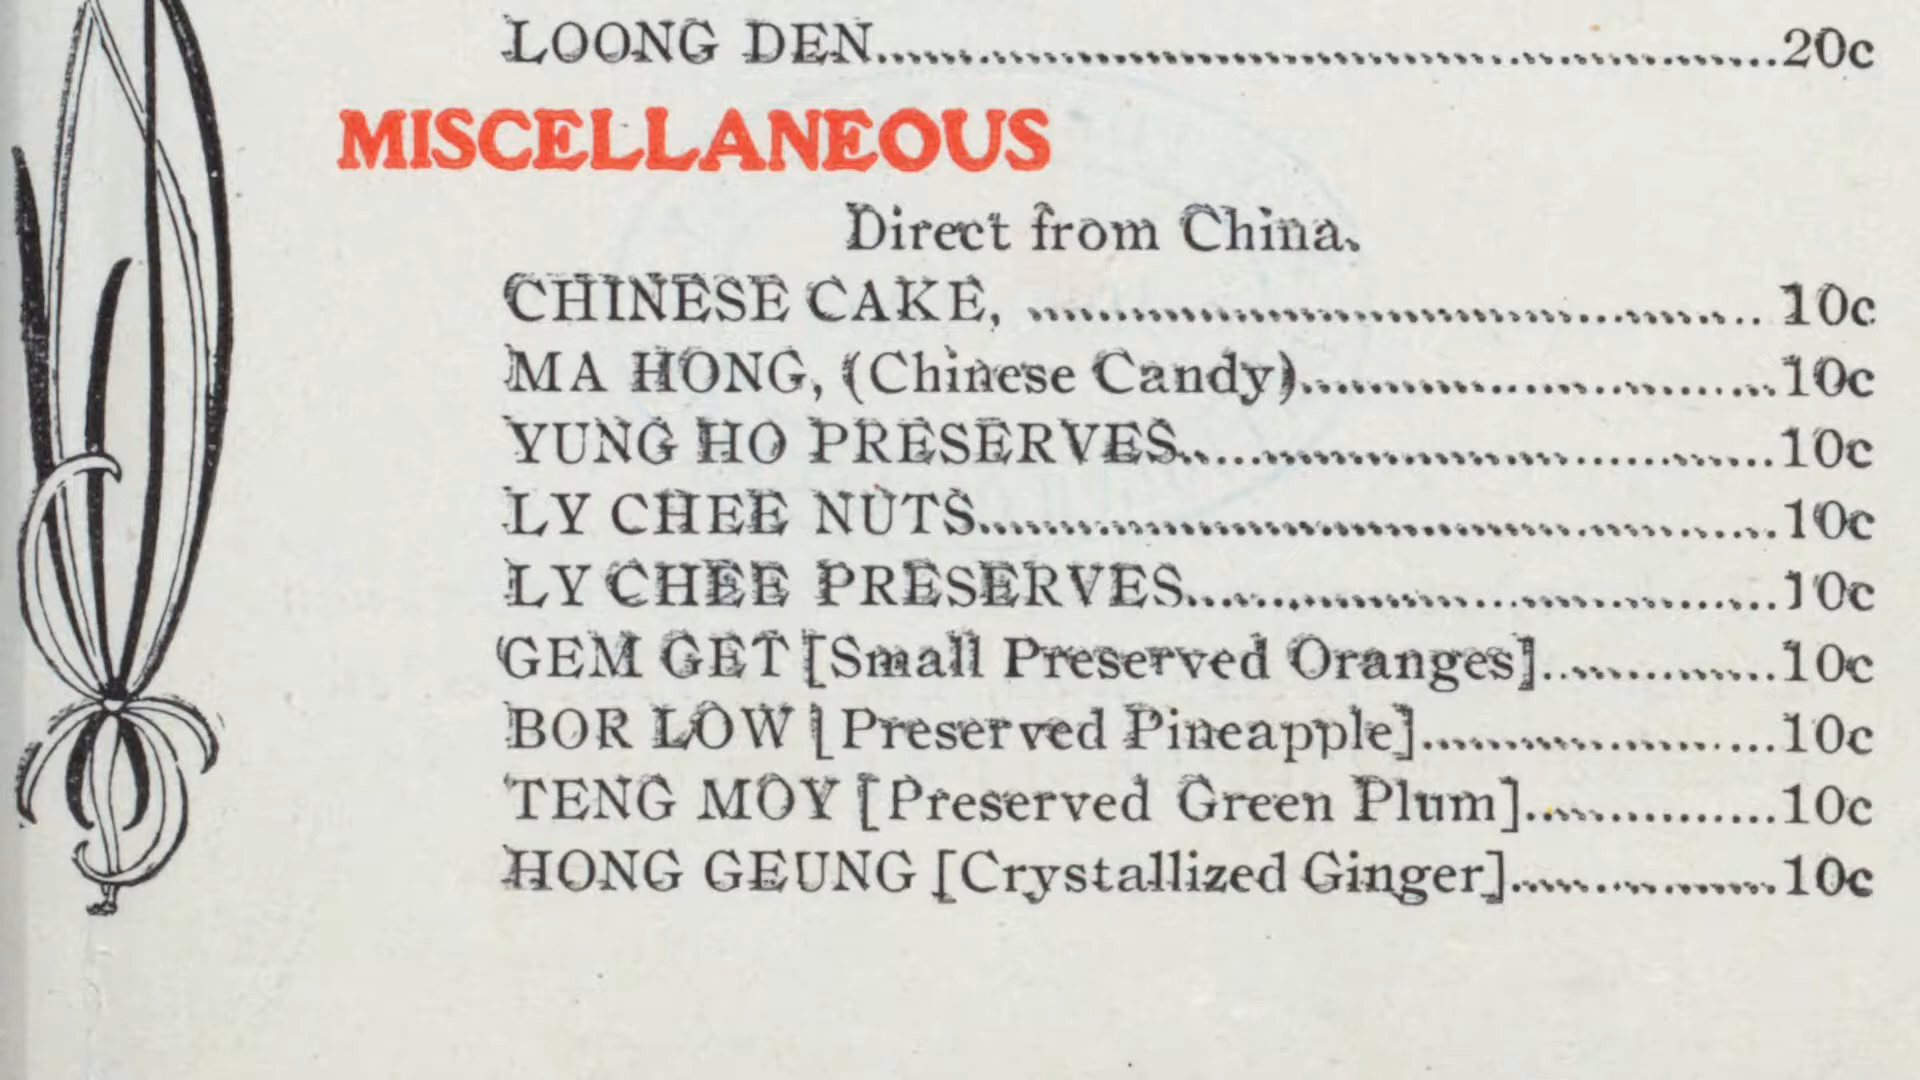 LOONG DEN....................20c
MISCELLANEOUS
Direct from China.
CHINESE CAKE, .................... 10c
MA HONG, (Chinese Candy)....................10c
YUNG HO PRESERVES....................10c
LY CHEE NUTS....................10c
LY CHEE PRESERVES....................10c
GEM GET [Small Preserved Oranges]....................10c
BOR LOW [Preserved Pineapple]....................10c
TENG MOY [Preserved Green Plum]....................10c
HONG GEUNG [Crystallized Ginger]....................10c